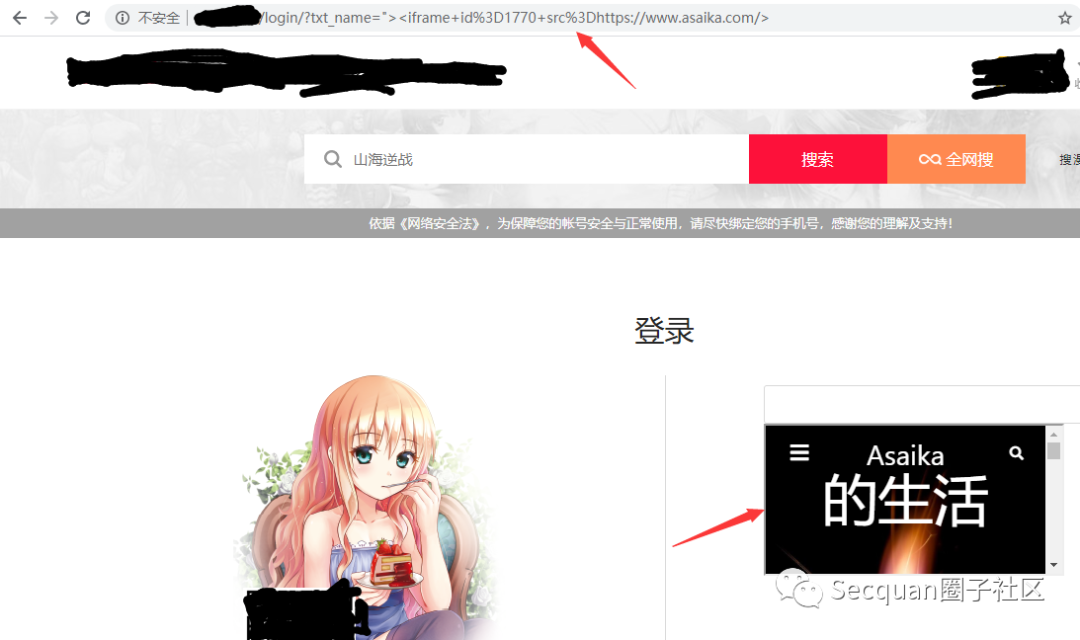 不安全 | /login/?txt_name="><iframe+id%3D1770+src%3Dhttps://www.asaika.com/>
山海逆战
搜索
全网搜
依据《网络安全法》，为保障您的帐号安全与正常使用，请尽快绑定您的手机号，感谢您的理解及支持！
登录
Asaika
的生活
Secquan圈子社区